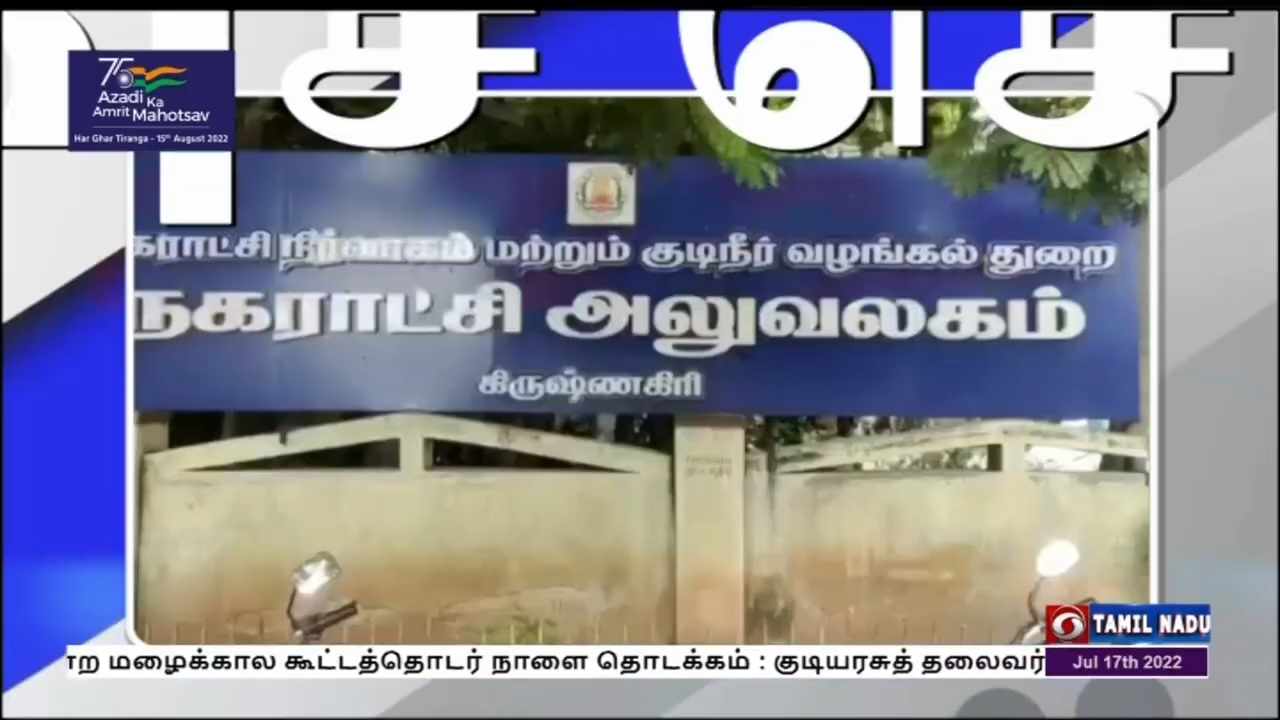 75
Azadi
Ka
Amrit Mahotsav
Har Ghar Tiranga - 15th August 2022
கராட்சி நிர்வாகம் மற்றும் குடிநீர் வழங்கல் துறை
நகராட்சி அலுவலகம்
கிருஷ்ணகிரி
TAMIL NADU
மழைக்கால கூட்டத்தொடர் நாளை தொடக்கம் : குடியரசுத் தலைவர்
Jul 17th 2022